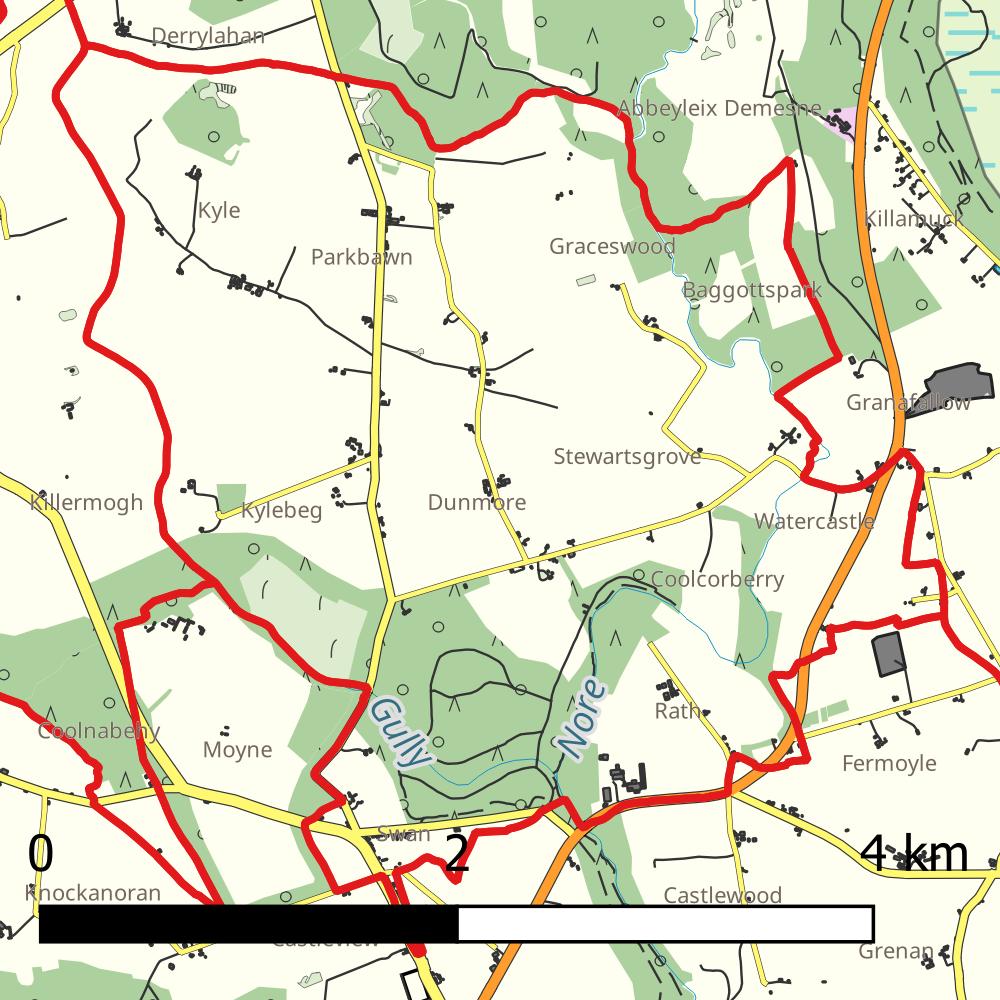 Derrylahan
Abbeyleix Demesne
Kyle
Killamuck
Graceswood
Parkbawn
Baggottspark
Granafallow
Stewartsgrove
Killermogh
Dunmore
Kylebeg
Watercastle
Coolcorberry
Rath
Gully
Nore
Coolnabehy
Moyne
Fermoyle
Swan
0
2
4 km
Knockanoran
Castlewood
Castleview
Grenan